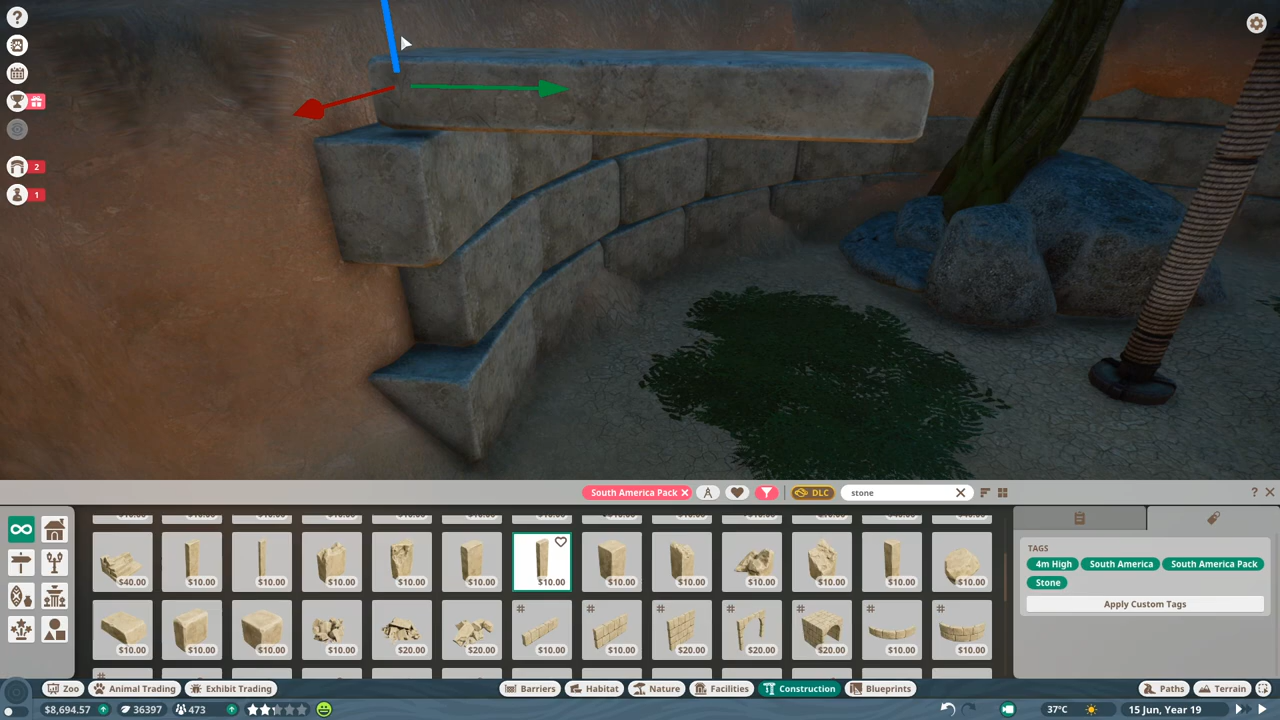 ?
2
1
South America Pack ×
DLC
stone
?
$40.00 $10.00 $10.00 $10.00 $10.00 $10.00 $10.00 $10.00 $10.00 $10.00 $10.00 $10.00 $10.00
$10.00 $10.00 $10.00 $10.00 $20.00 $20.00 $10.00 $10.00 $20.00 $20.00 $20.00 $10.00 $10.00
TAGS
4m High South America South America Pack
Stone
Apply Custom Tags
Zoo Animal Trading Exhibit Trading Barriers Habitat Nature Facilities Construction Blueprints Paths Terrain
$8,694.57 36397 473 37°C 15 Jun, Year 19